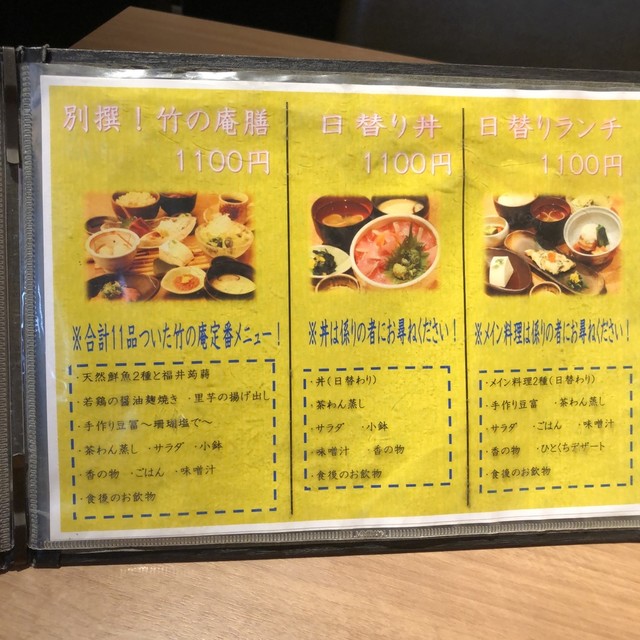 別撰！竹の庵膳
1100円
※合計11品ついた竹の庵定番メニュー！
・天然鮮魚2種と福井蒟蒻
・若鶏の醤油麹焼き ・里芋の揚げ出し
・手作り豆富～珊瑚塩で～
・茶わん蒸し ・サラダ ・小鉢
・香の物 ・ごはん ・味噌汁
・食後のお飲物
日替り丼
1100円
※丼は係りの者にお尋ねください！
・丼(日替わり)
・茶わん蒸し
・サラダ ・小鉢
・味噌汁 ・香の物
・食後のお飲物
日替りランチ
1100円
※メイン料理は係りの者にお尋ねください！
・メイン料理2種(日替わり)
・手作り豆富 ・茶わん蒸し
・サラダ ・ごはん ・味噌汁
・香の物 ・ひとくちデザート
・食後のお飲物